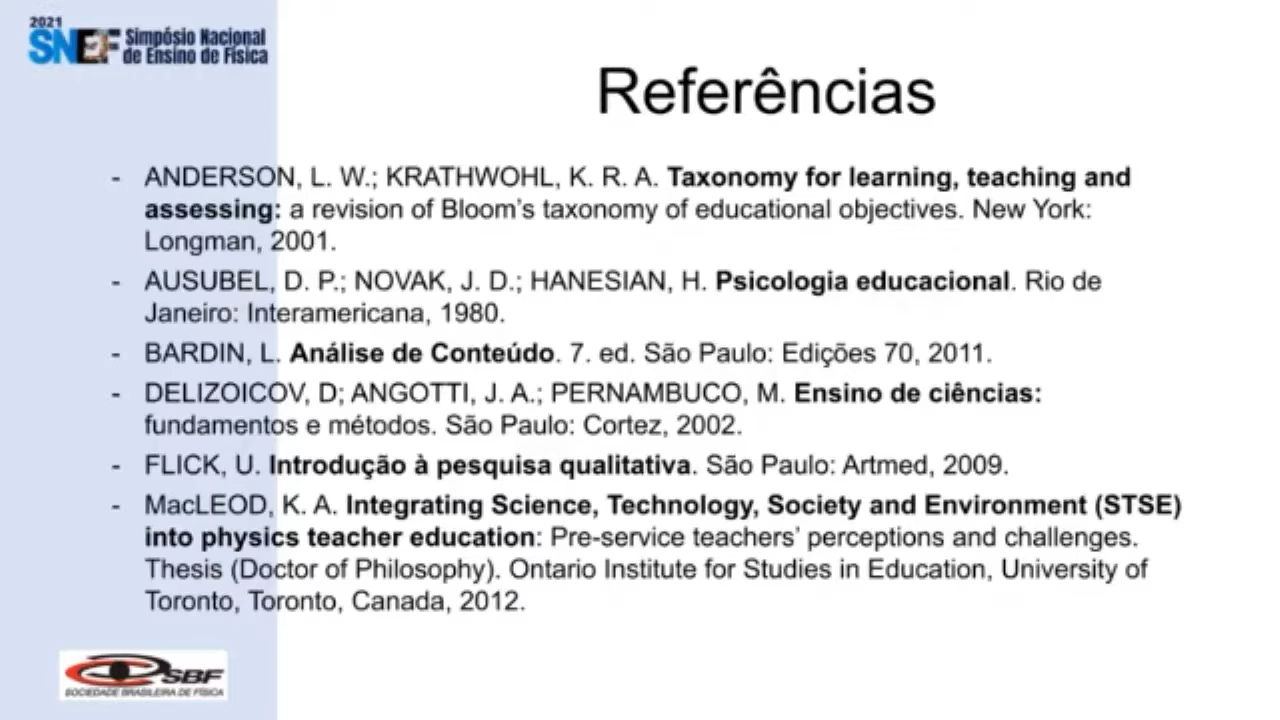 2021
SNEF Simpósio Nacional
de Ensino de Física
Referências
- ANDERSON, L. W.; KRATHWOHL, K. R. A. Taxonomy for learning, teaching and
assessing: a revision of Bloom’s taxonomy of educational objectives. New York:
Longman, 2001.
- AUSUBEL, D. P.; NOVAK, J. D.; HANESIAN, H. Psicologia educacional. Rio de
Janeiro: Interamericana, 1980.
- BARDIN, L. Análise de Conteúdo. 7. ed. São Paulo: Edições 70, 2011.
- DELIZOICOV, D; ANGOTTI, J. A.; PERNAMBUCO, M. Ensino de ciências:
fundamentos e métodos. São Paulo: Cortez, 2002.
- FLICK, U. Introdução à pesquisa qualitativa. São Paulo: Artmed, 2009.
- MacLEOD, K. A. Integrating Science, Technology, Society and Environment (STSE)
into physics teacher education: Pre-service teachers’ perceptions and challenges.
Thesis (Doctor of Philosophy). Ontario Institute for Studies in Education, University of
Toronto, Toronto, Canada, 2012.
SBF
SOCIEDADE BRASILEIRA DE FÍSICA